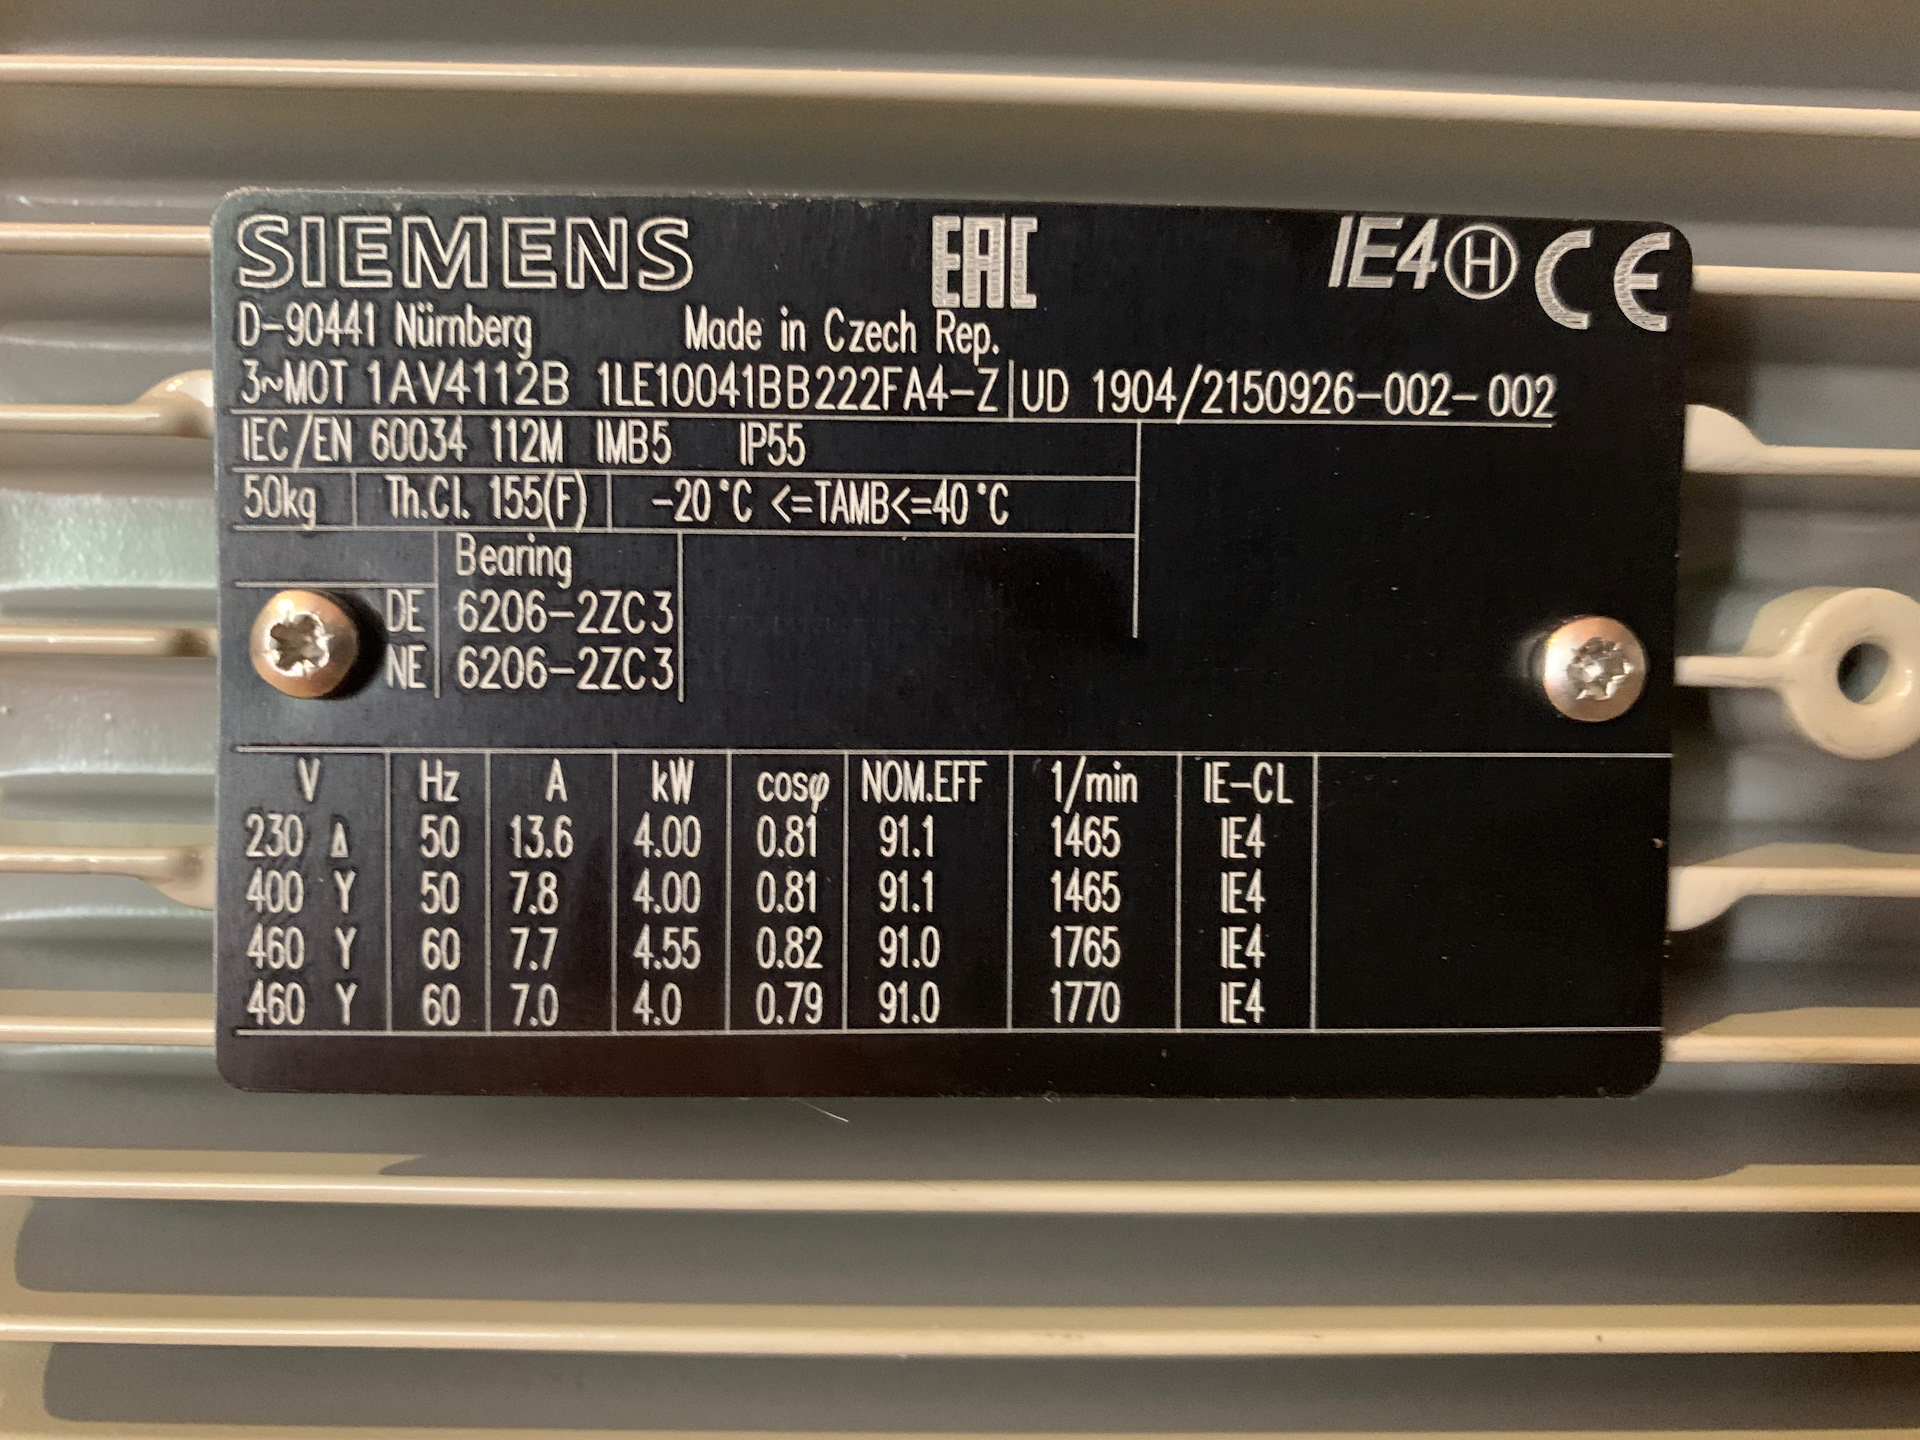 SIEMENS EAC IE4 H CE
D-90441 Nürnberg Made in Czech Rep.
3~MOT 1AV4112B 1LE10041BB222FA4-Z UD 1904/2150926-002-002
IEC/EN 60034 112M IMB5 IP55
50kg Th.Cl. 155(F) -20°C <=TAMB<=40°C
Bearing
DE 6206-2ZC3
NE 6206-2ZC3
V Hz A kW cosφ NOM.EFF 1/min IE-CL
230 Δ 50 13.6 4.00 0.81 91.1 1465 IE4
400 Y 50 7.8 4.00 0.81 91.1 1465 IE4
460 Y 60 7.7 4.55 0.82 91.0 1765 IE4
460 Y 60 7.0 4.0 0.79 91.0 1770 IE4